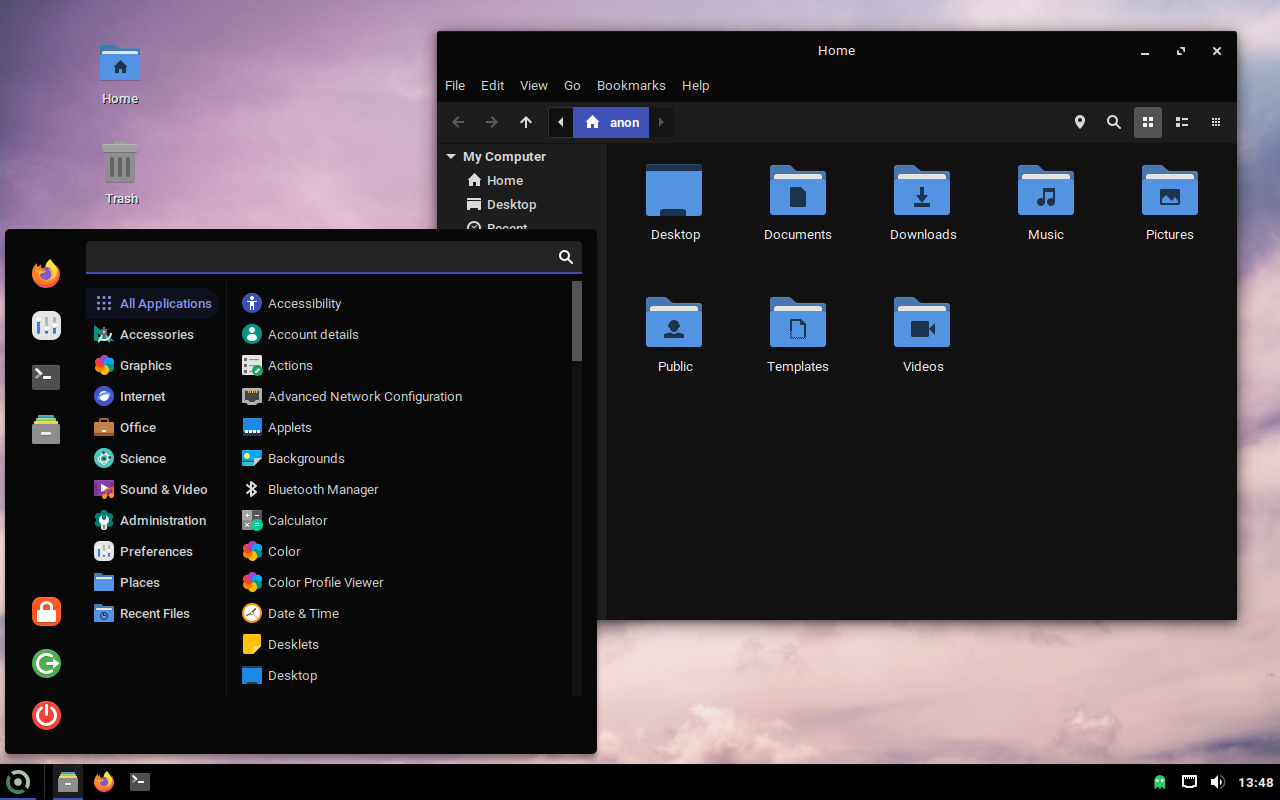 Home
Trash
Home
File Edit View Go Bookmarks Help
anon
My Computer
Home
Desktop
Recent
Desktop
Documents
Downloads
Music
Pictures
Public
Templates
Videos
All Applications
Accessories
Graphics
Internet
Office
Science
Sound & Video
Administration
Preferences
Places
Recent Files
Accessibility
Account details
Actions
Advanced Network Configuration
Applets
Backgrounds
Bluetooth Manager
Calculator
Color
Color Profile Viewer
Date & Time
Desklets
Desktop
13:48